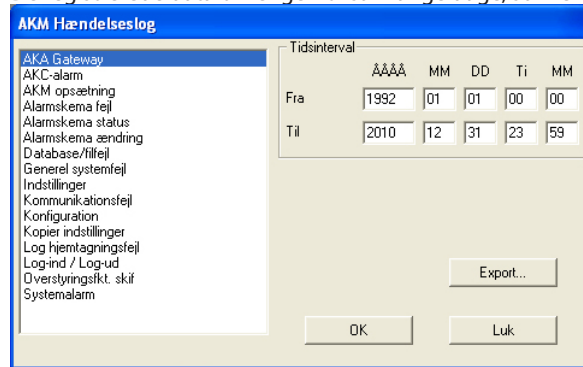 AKM Hændelseslog
AKA Gateway
AKC-alarm
AKM opsætning
Alarmskema fejl
Alarmskema status
Alarmskema ændring
Database/filfejl
Generel systemfejl
Indstillinger
Kommunikationsfejl
Konfiguration
Kopier indstillinger
Log hjemtagningsfejl
Log-ind / Log-ud
Overstyringsfkt. skif
Systemalarm
Tidsinterval
ÅÅÅÅ MM DD Ti MM
Fra 1992 01 01 00 00
Til 2010 12 31 23 59
Export...
OK Luk